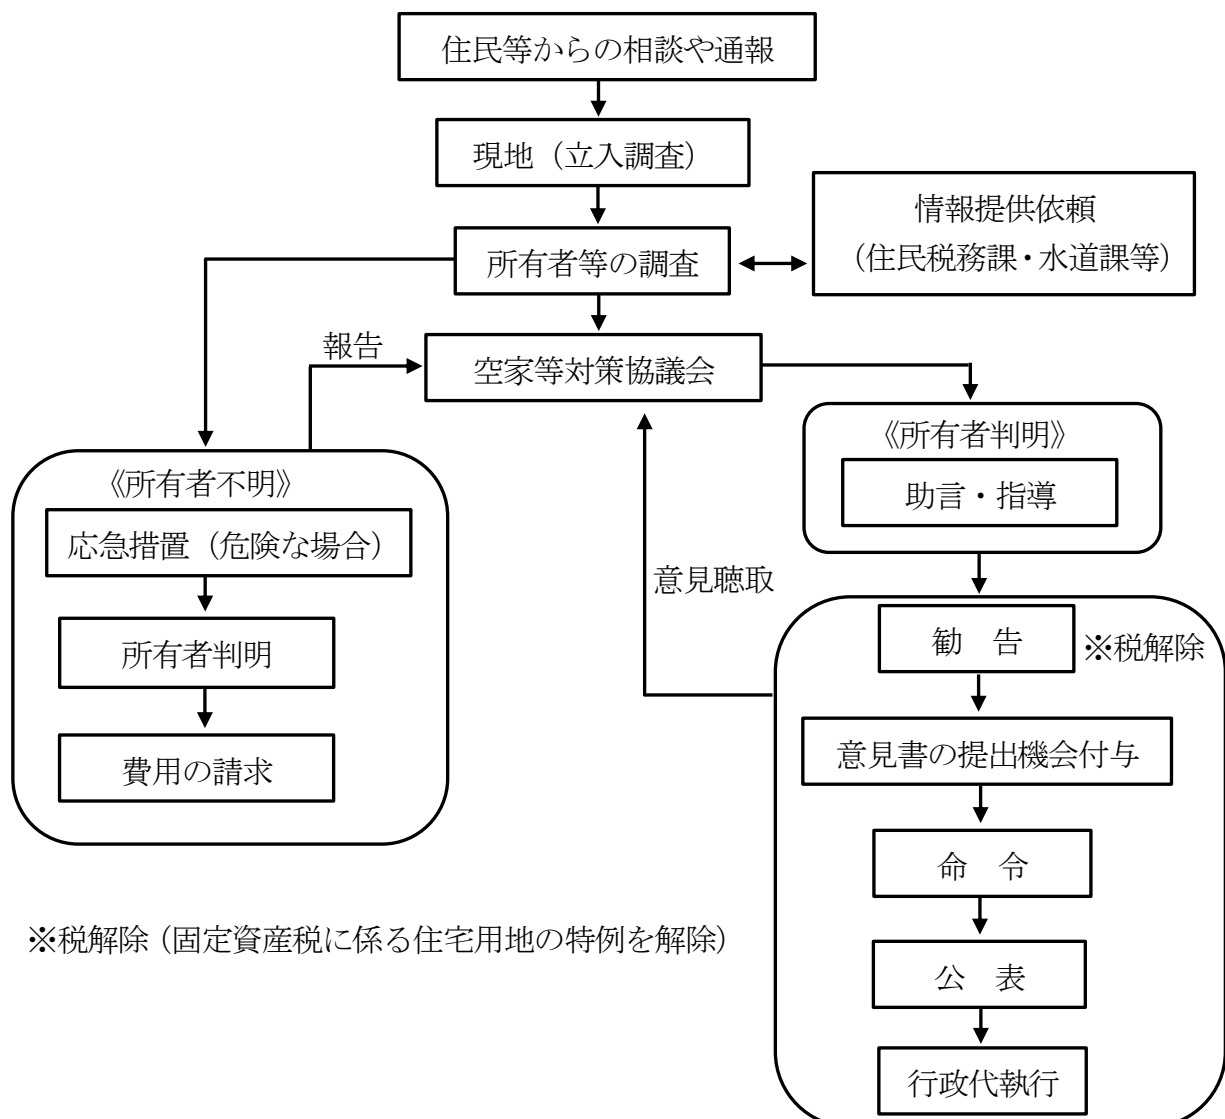 住民等からの相談や通報
現地（立入調査）
情報提供依頼
（住民税務課・水道課等）
所有者等の調査
報告
空家等対策協議会
《所有者判明》
助言・指導
《所有者不明》
応急措置（危険な場合）
所有者判明
費用の請求
意見聴取
勧　告
※税解除
意見書の提出機会付与
命　令
公　表
行政代執行
※税解除（固定資産税に係る住宅用地の特例を解除）